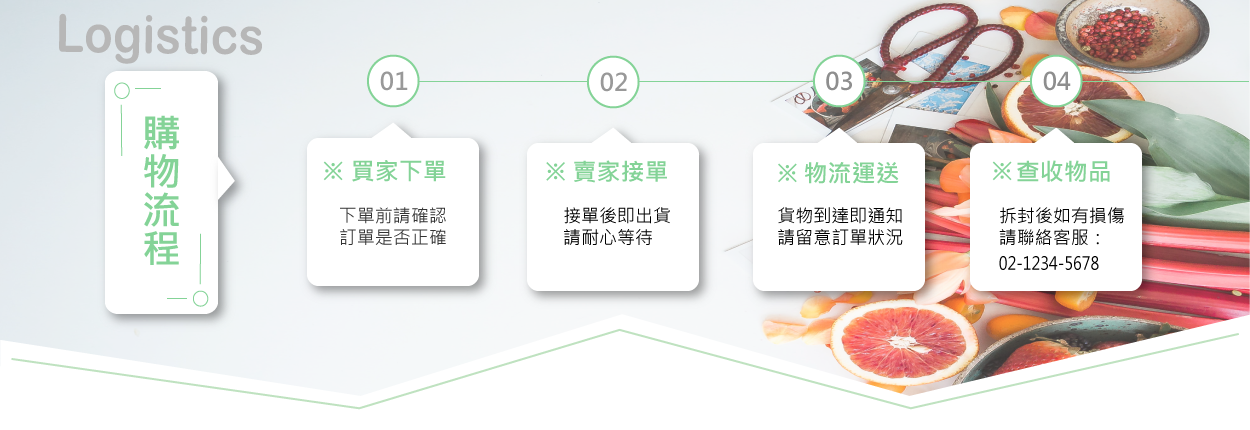 Logistics
購物流程
01
02
03
04
※ 買家下單
下單前請確認
訂單是否正確
※ 賣家接單
接單後即出貨
請耐心等待
※ 物流運送
貨物到達即通知
請留意訂單狀況
※ 查收物品
拆封後如有損傷
請聯絡客服：
02-1234-5678